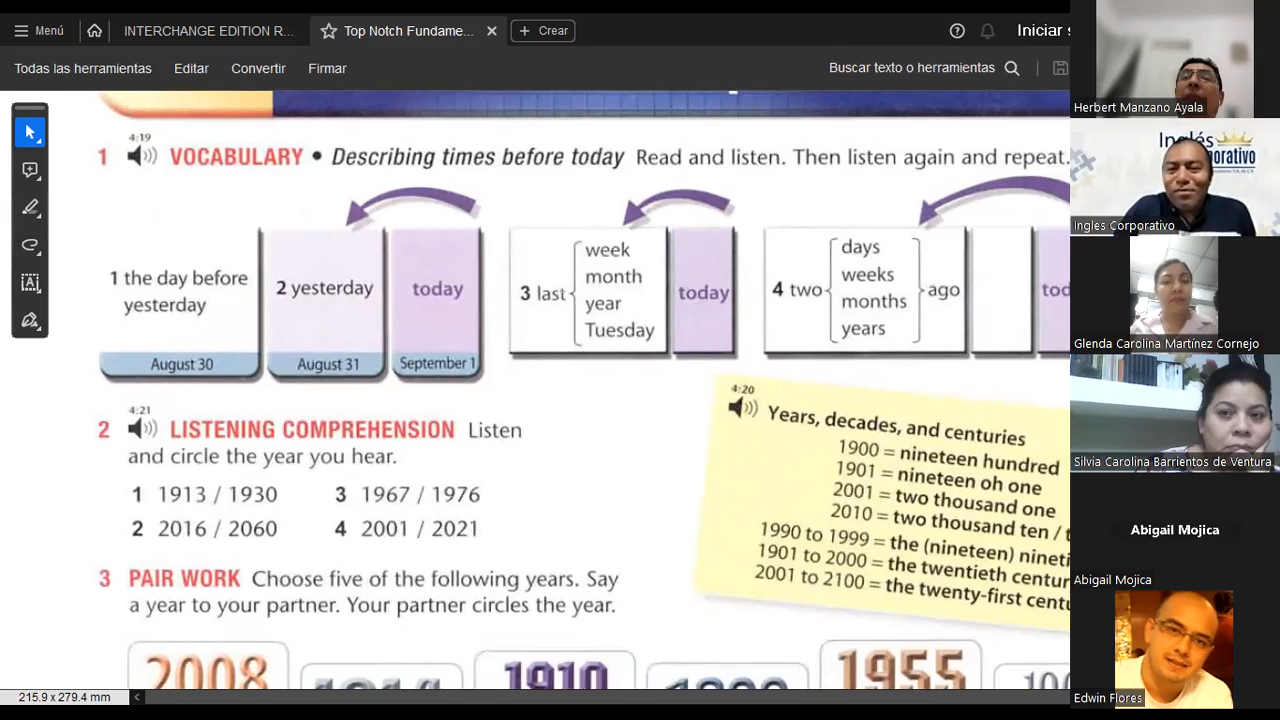 Menú
INTERCHANGE EDITION R...
Top Notch Fundame...
Crear
Iniciar s
Todas las herramientas
Editar
Convertir
Firmar
Buscar texto o herramientas
4:19
1 VOCABULARY • Describing times before today Read and listen. Then listen again and repeat.
1 the day before
yesterday
August 30
2 yesterday
August 31
today
September 1
3 last
week
month
year
Tuesday
today
4 two
days
weeks
months
years
ago
tod
4:21
2 LISTENING COMPREHENSION Listen
and circle the year you hear.
1 1913 / 1930
3 1967 / 1976
2 2016 / 2060
4 2001 / 2021
4:20
Years, decades, and centuries
1900 = nineteen hundred
1901 = nineteen oh one
2001 = two thousand one
2010 = two thousand ten / t
1990 to 1999 = the (nineteen) nineti
1901 to 2000 = the twentieth centur
2001 to 2100 = the twenty-first centu
3 PAIR WORK Choose five of the following years. Say
a year to your partner. Your partner circles the year.
2008
1910
1955
215.9 x 279.4 mm
Herbert Manzano Ayala
Inglés
rporativo
Ingles Corporativo
Glenda Carolina Martínez Cornejo
Silvia Carolina Barrientos de Ventura
Abigail Mojica
Abigail Mojica
Edwin Flores